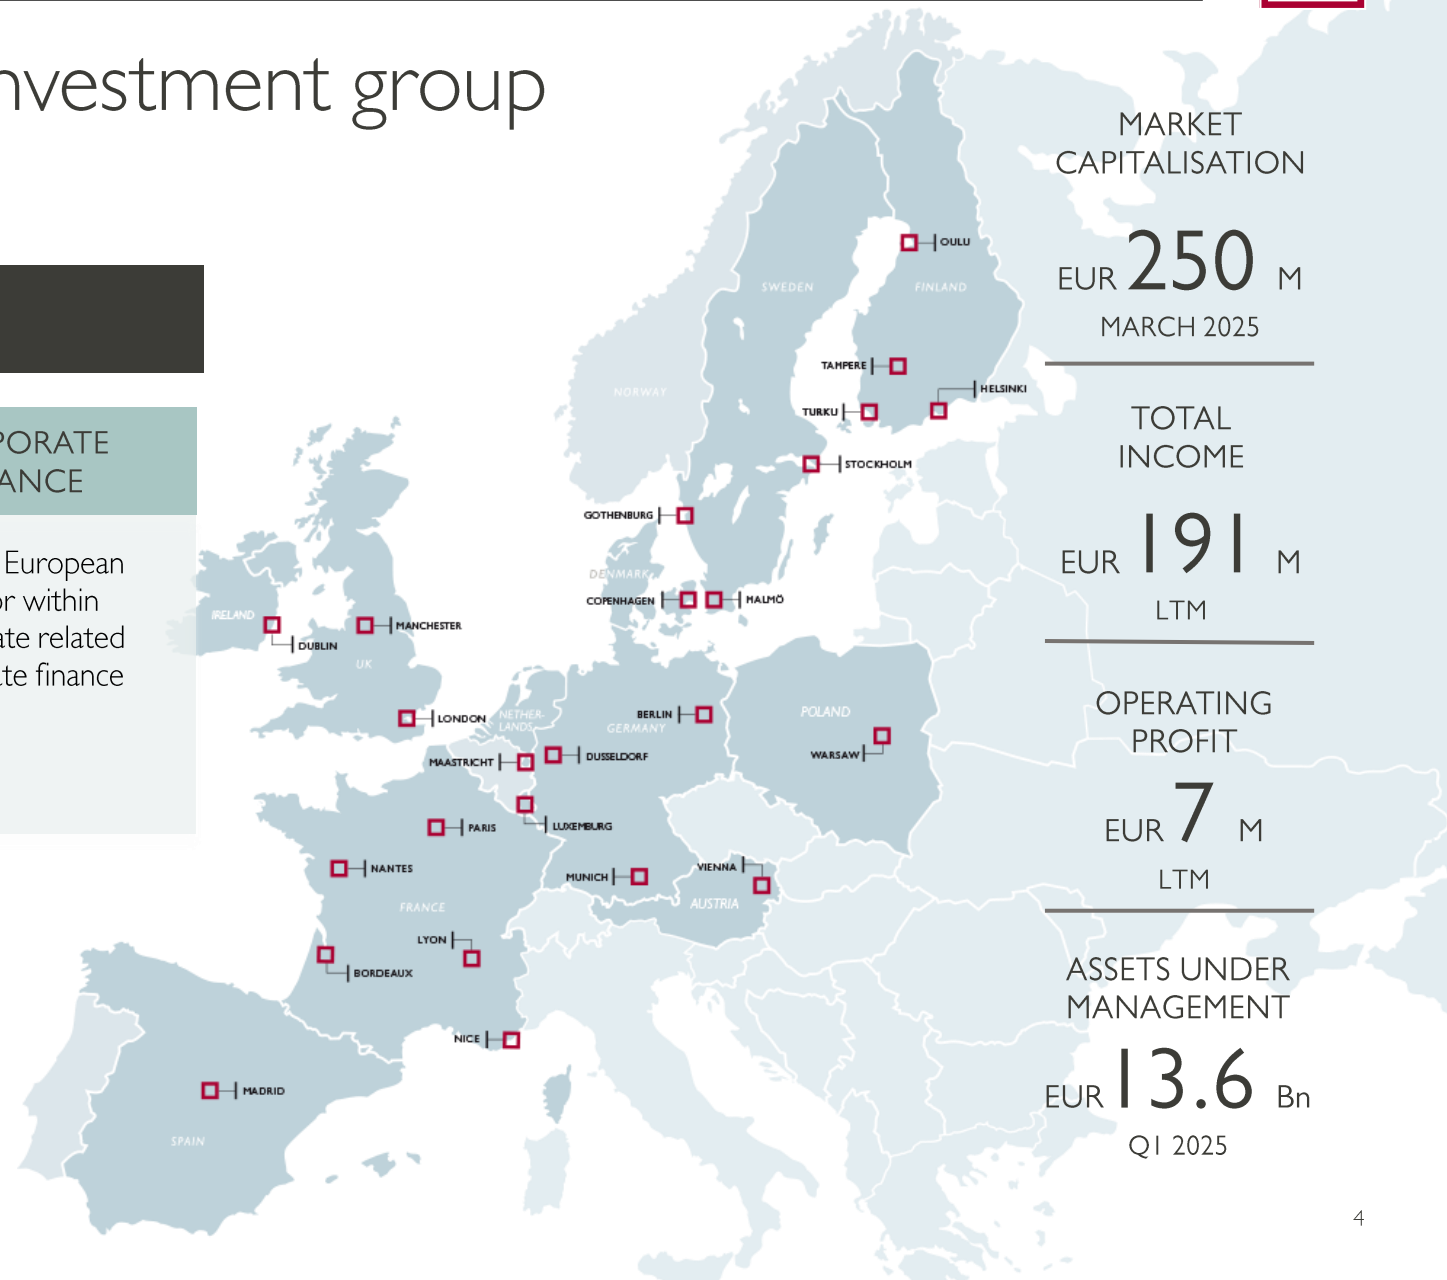 nvestment group
PORATE
ANCE
European
or within
ate related
te finance
MARKET
CAPITALISATION
EUR 250 M
MARCH 2025
TOTAL
INCOME
EUR 191 M
LTM
OPERATING
PROFIT
EUR 7 M
LTM
ASSETS UNDER
MANAGEMENT
EUR 13.6 Bn
Q1 2025
OULU
SWEDEN
FINLAND
TAMPERE
HELSINKI
NORWAY
TURKU
STOCKHOLM
GOTHENBURG
DENMARK
COPENHAGEN
MALMÖ
IRELAND
MANCHESTER
DUBLIN
UK
LONDON
NETHER-
LANDS
BERLIN
GERMANY
POLAND
WARSAW
MAASTRICHT
DUSSELDORF
LUXEMBURG
PARIS
NANTES
MUNICH
VIENNA
AUSTRIA
FRANCE
LYON
BORDEAUX
NICE
MADRID
SPAIN
4